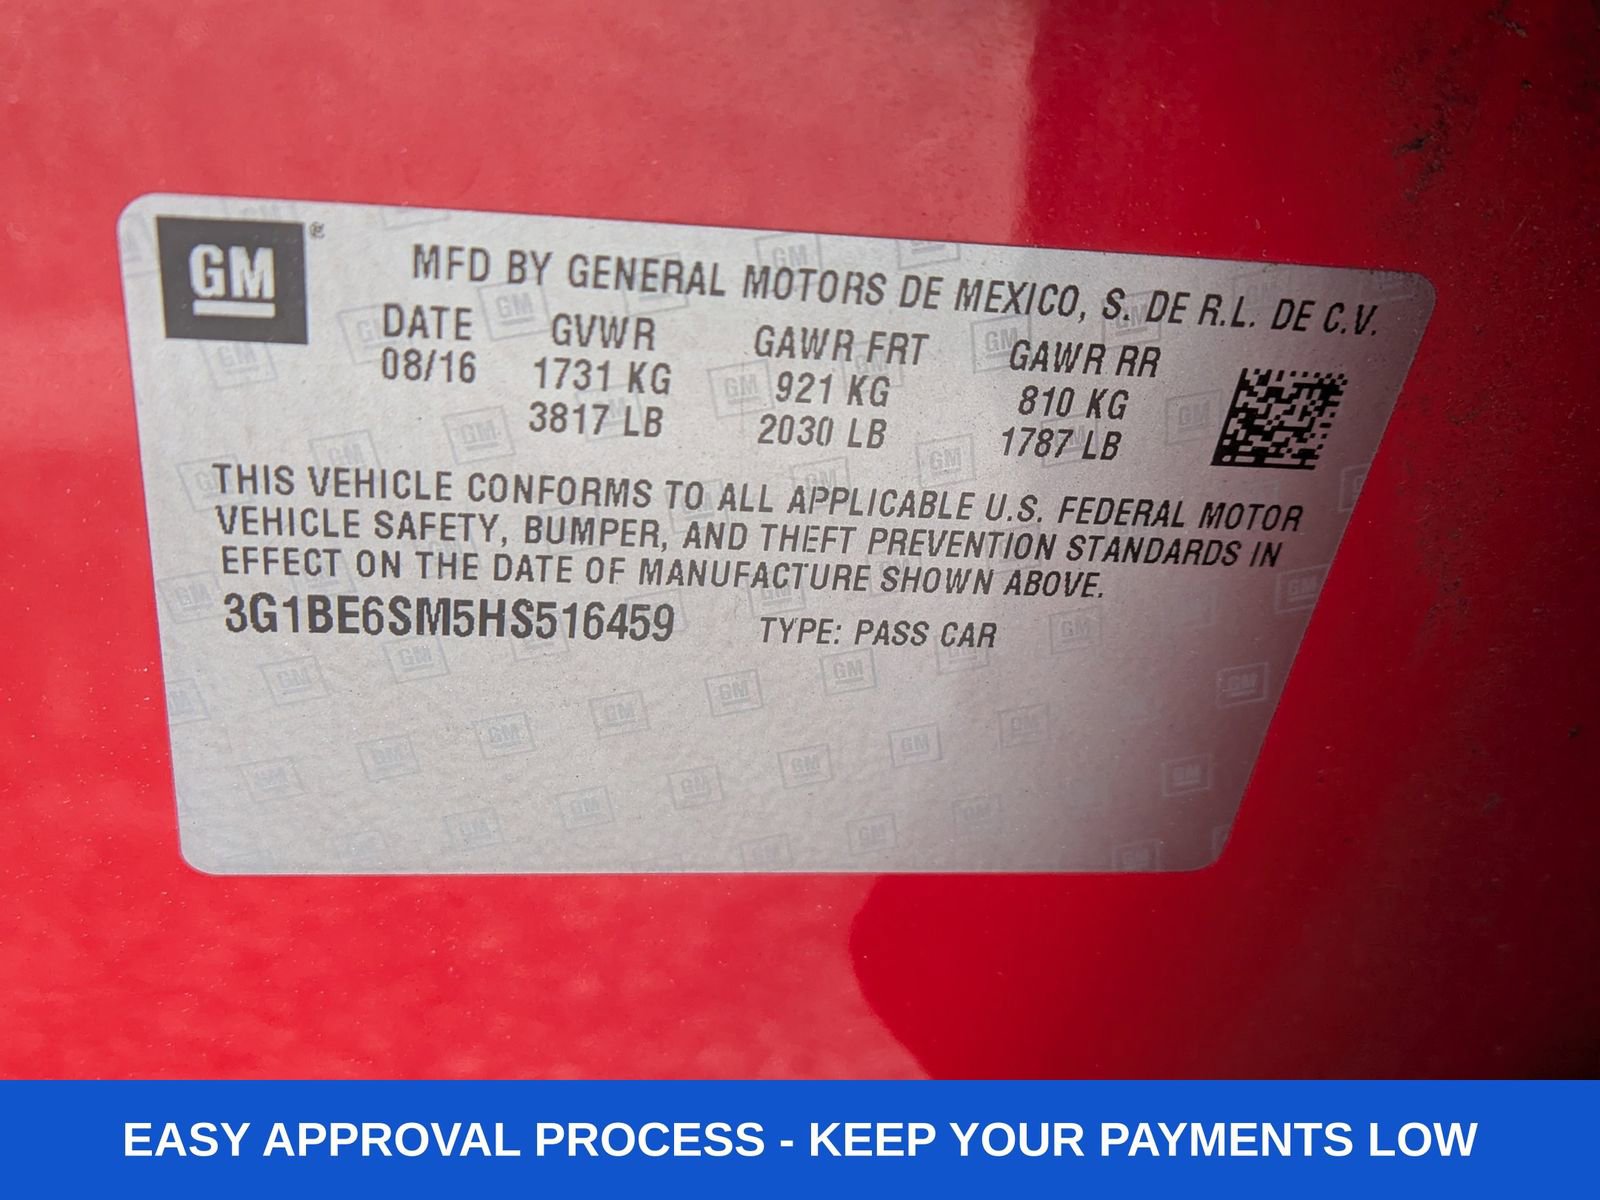 GM ®
MFD BY GENERAL MOTORS DE MEXICO, S. DE R.L. DE C.V.
DATE GVWR GAWR FRT GAWR RR
08/16 1731 KG 921 KG 810 KG
3817 LB 2030 LB 1787 LB
THIS VEHICLE CONFORMS TO ALL APPLICABLE U.S. FEDERAL MOTOR
VEHICLE SAFETY, BUMPER, AND THEFT PREVENTION STANDARDS IN
EFFECT ON THE DATE OF MANUFACTURE SHOWN ABOVE.
3G1BE6SM5HS516459 TYPE: PASS CAR
EASY APPROVAL PROCESS - KEEP YOUR PAYMENTS LOW